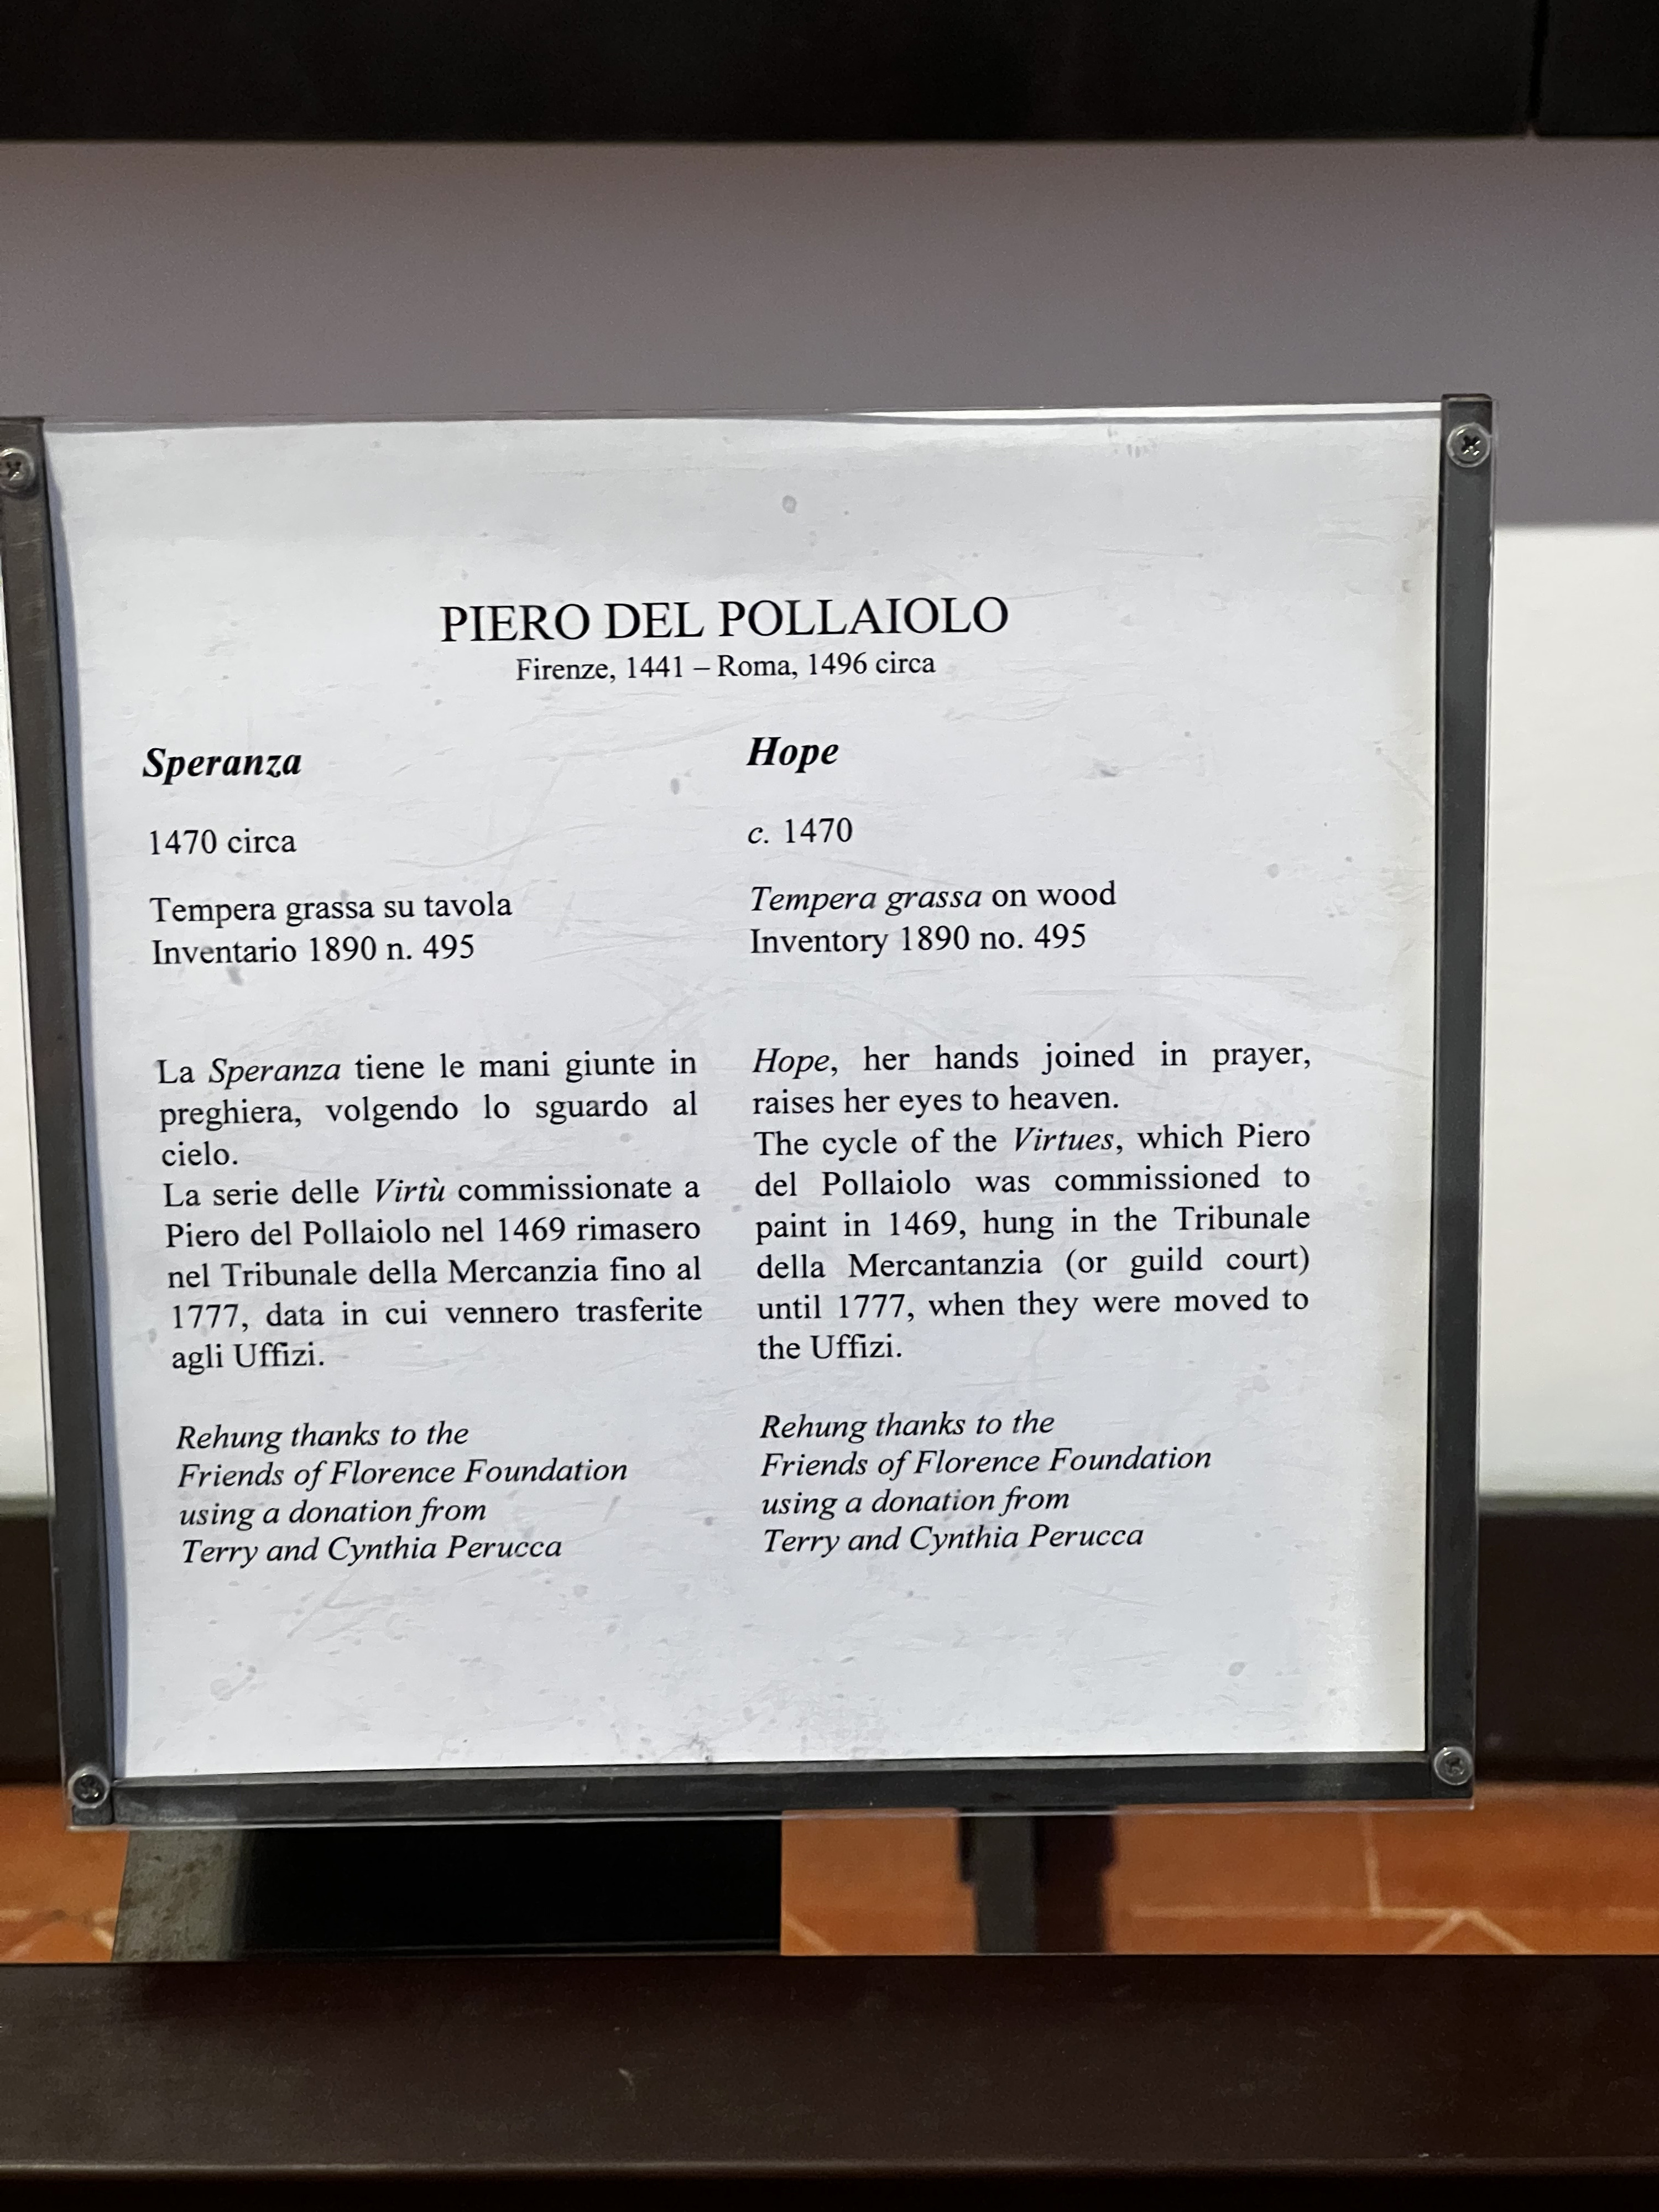 PIERO DEL POLLAIOLO
Firenze, 1441 – Roma, 1496 circa
Speranza
1470 circa
Tempera grassa su tavola
Inventario 1890 n. 495
La Speranza tiene le mani giunte in
preghiera, volgendo lo sguardo al
cielo.
La serie delle Virtù commissionate a
Piero del Pollaiolo nel 1469 rimasero
nel Tribunale della Mercanzia fino al
1777, data in cui vennero trasferite
agli Uffizi.
Rehung thanks to the
Friends of Florence Foundation
using a donation from
Terry and Cynthia Perucca
Hope
c. 1470
Tempera grassa on wood
Inventory 1890 no. 495
Hope, her hands joined in prayer,
raises her eyes to heaven.
The cycle of the Virtues, which Piero
del Pollaiolo was commissioned to
paint in 1469, hung in the Tribunale
della Mercantanzia (or guild court)
until 1777, when they were moved to
the Uffizi.
Rehung thanks to the
Friends of Florence Foundation
using a donation from
Terry and Cynthia Perucca